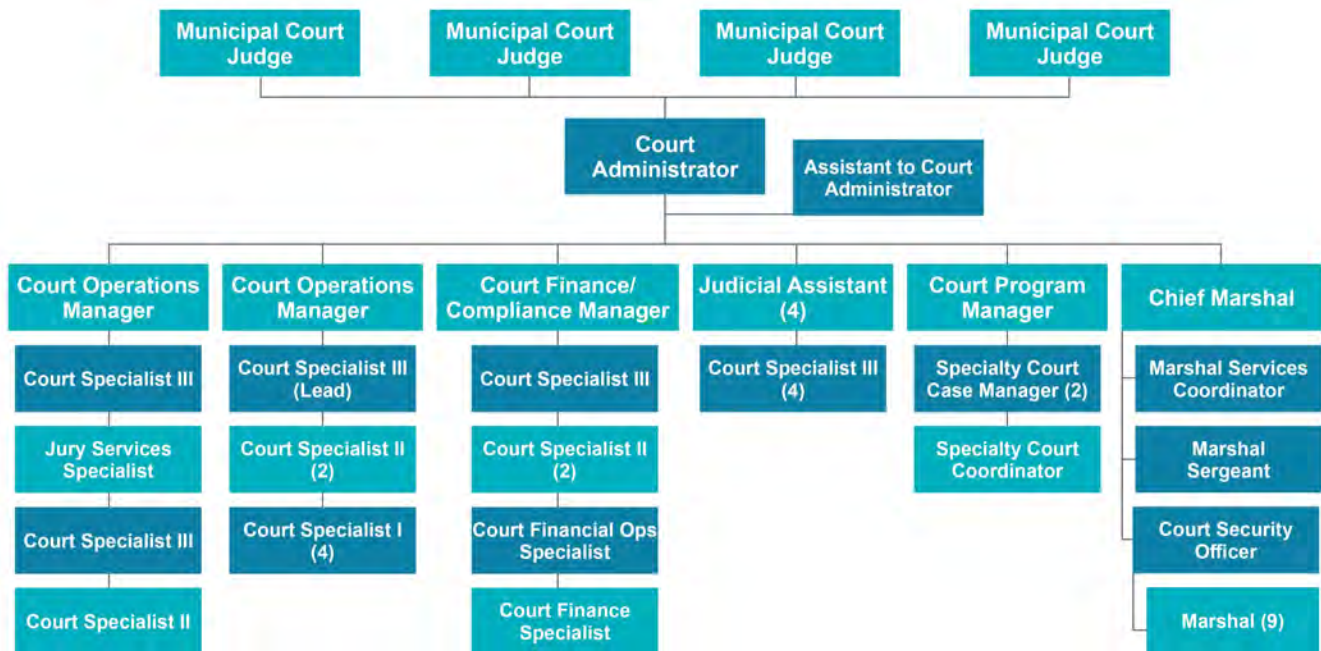 Municipal Court
Judge
Municipal Court
Judge
Municipal Court
Judge
Municipal Court
Judge
Court
Administrator
Assistant to Court
Administrator
Court Operations
Manager
Court Operations
Manager
Court Finance/
Compliance Manager
Judicial Assistant
(4)
Court Program
Manager
Chief Marshal
Court Specialist III
Court Specialist III
(Lead)
Court Specialist III
Court Specialist III
(4)
Specialty Court
Case Manager (2)
Marshal Services
Coordinator
Jury Services
Specialist
Court Specialist II
(2)
Court Specialist II
(2)
Specialty Court
Coordinator
Marshal
Sergeant
Court Specialist III
Court Specialist I
(4)
Court Financial Ops
Specialist
Court Security
Officer
Court Specialist II
Court Finance
Specialist
Marshal (9)